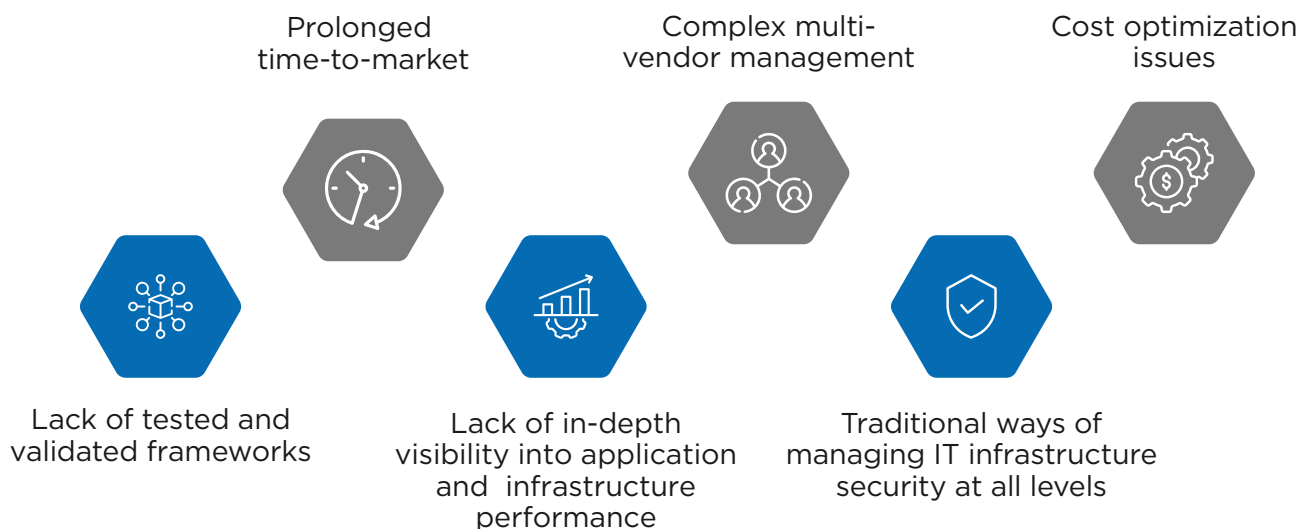 Prolonged
time-to-market
Complex multi-
vendor management
Cost optimization
issues
$
Lack of tested and
validated frameworks
Lack of in-depth
visibility into application
and  infrastructure
performance
Traditional ways of
managing IT infrastructure
security at all levels